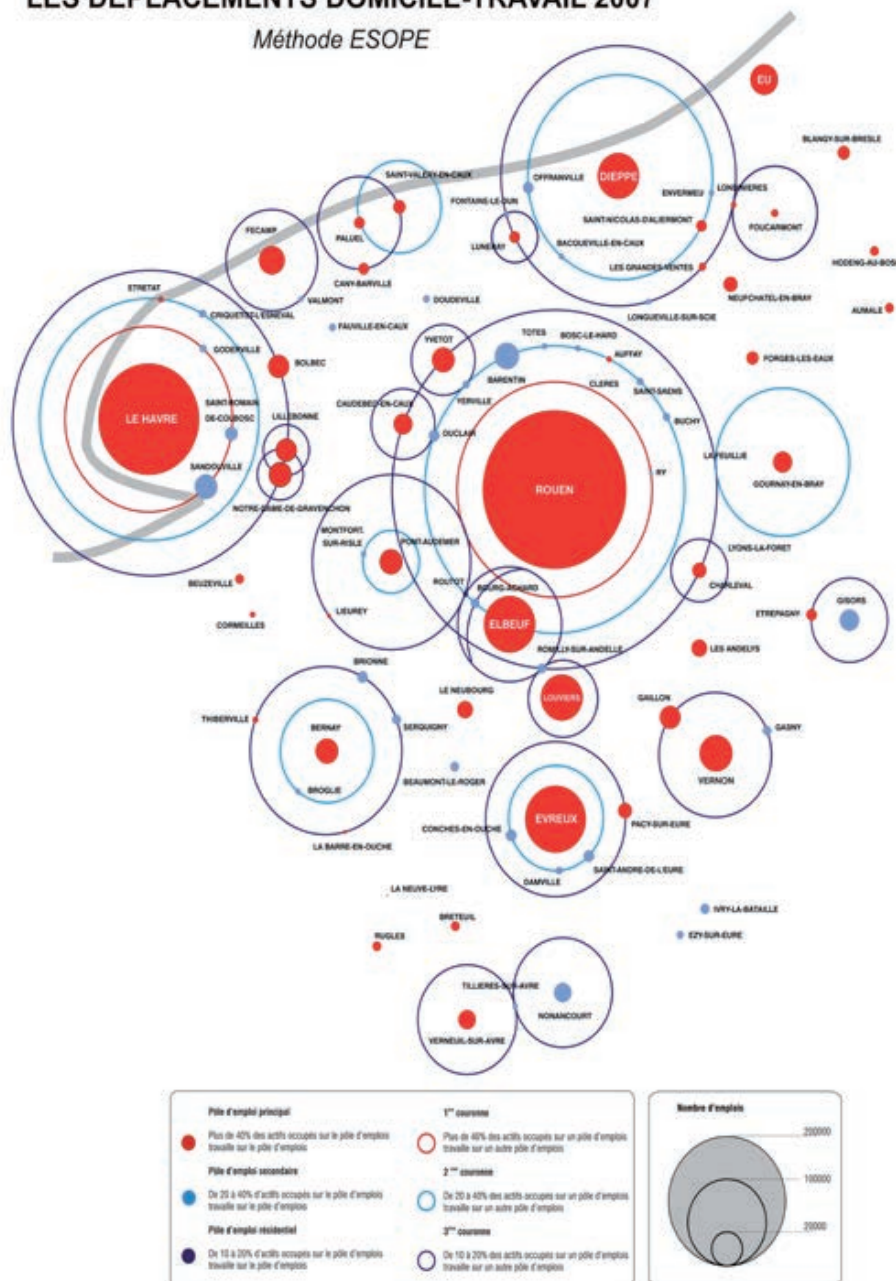 LES DÉPLACEMENTS DOMICILE-TRAVAIL 2007
Méthode ESOPE
EU
BLANGY-SUR-BRESLE
DIEPPE
OFFRANVILLE
ENVERMEU
LONDINIERES
SAINT-VALERY-EN-CAUX
FONTAINE-LE-DUN
SAINT-NICOLAS-D'ALIERMONT
FOUCARMONT
FECAMP
PALUEL
LUNERAY
BACQUEVILLE-EN-CAUX
LES GRANDES-VENTES
CANY-BARVILLE
NEUFCHATEL-EN-BRAY
HODENG-AU-BOSC
AUMALE
ETRETAT
VALMONT
DOUDEVILLE
LONGUEVILLE-SUR-SCIE
CRIQUETOT-L'ESNEVAL
FAUVILLE-EN-CAUX
GODERVILLE
YVETOT
TOTES
BOSC-LE-HARD
AUFFAY
FORGES-LES-EAUX
BOLBEC
BARENTIN
CLERES
SAINT-SAENS
YERVILLE
LE HAVRE
SAINT-ROMAIN
DE-COLBOSC
LILLEBONNE
CAUDEBEC-EN-CAUX
DUCLAIR
BUCHY
SANDOUVILLE
LA FEUILLIE
RY
GOURNAY-EN-BRAY
ROUEN
NOTRE-DAME-DE-GRAVENCHON
MONTFORT.
SUR-RISLE
PONT-AUDEMER
LYONS-LA-FORET
BEUZEVILLE
ROUTOT
BOURG-ACHARD
CHARLEVAL
CORMEILLES
LIEUREY
ELBEUF
ETREPAGNY
GISORS
ROMILLY-SUR-ANDELLE
LES ANDELYS
BRIONNE
LE NEUBOURG
LOUVIERS
GAILLON
THIBERVILLE
BERNAY
SERQUIGNY
GASNY
VERNON
BROGLIE
BEAUMONT-LE-ROGER
EVREUX
CONCHES-EN-OUCHE
PACY-SUR-EURE
LA BARRE-EN-OUCHE
SAINT-ANDRE-DE-L'EURE
DAMVILLE
LA NEUVE-LYRE
IVRY-LA-BATAILLE
BRETEUIL
EZY-SUR-EURE
RUGLES
TILLIERES-SUR-AVRE
NONANCOURT
VERNEUIL-SUR-AVRE
Pôle d'emploi principal
Plus de 40% des actifs occupés sur le pôle d'emplois
travaille sur le pôle d'emplois
Pôle d'emploi secondaire
De 20 à 40% d'actifs occupés sur le pôle d'emplois
travaille sur le pôle d'emplois
Pôle d'emploi résidentiel
De 10 à 20% d'actifs occupés sur le pôle d'emplois
travaille sur le pôle d'emplois
1ère couronne
Plus de 40% des actifs occupés sur un pôle d'emplois
travaille sur un autre pôle d'emplois
2ème couronne
De 20 à 40% des actifs occupés sur un pôle d'emplois
travaille sur un autre pôle d'emplois
3ème couronne
De 10 à 20% des actifs occupés sur un pôle d'emplois
travaille sur un autre pôle d'emplois
Nombre d'emplois
200000
100000
20000